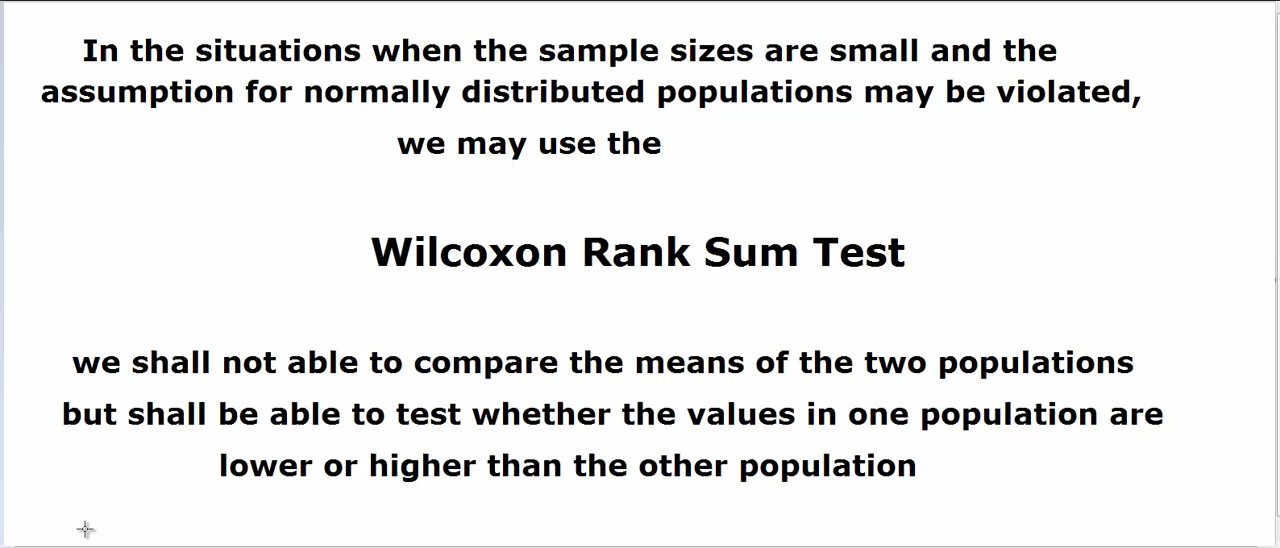 In the situations when the sample sizes are small and the
assumption for normally distributed populations may be violated,
we may use the
Wilcoxon Rank Sum Test
we shall not able to compare the means of the two populations
but shall be able to test whether the values in one population are
lower or higher than the other population